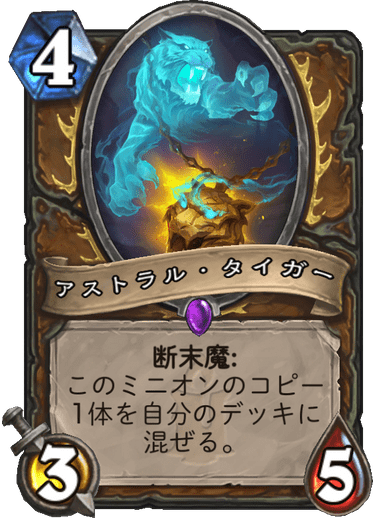 4
アストラル・タイガー
断末魔:
このミニオンのコピー
1体を自分のデッキに
混ぜる。
3
5